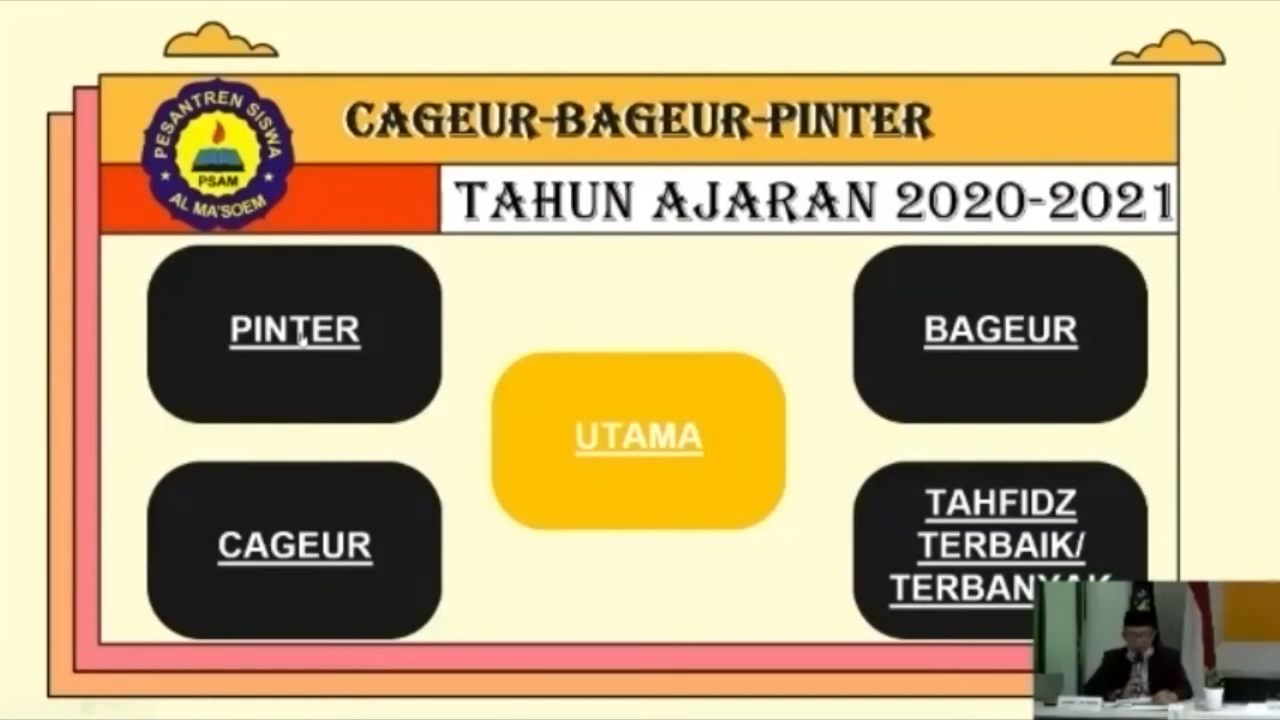 PESANTREN SISWA
PSAM
AL MA'SOEM
CAGEUR-BAGEUR-PINTER
TAHUN AJARAN 2020-2021
PINTER
BAGEUR
UTAMA
CAGEUR
TAHFIDZ
TERBAIK/
TERBANYAK